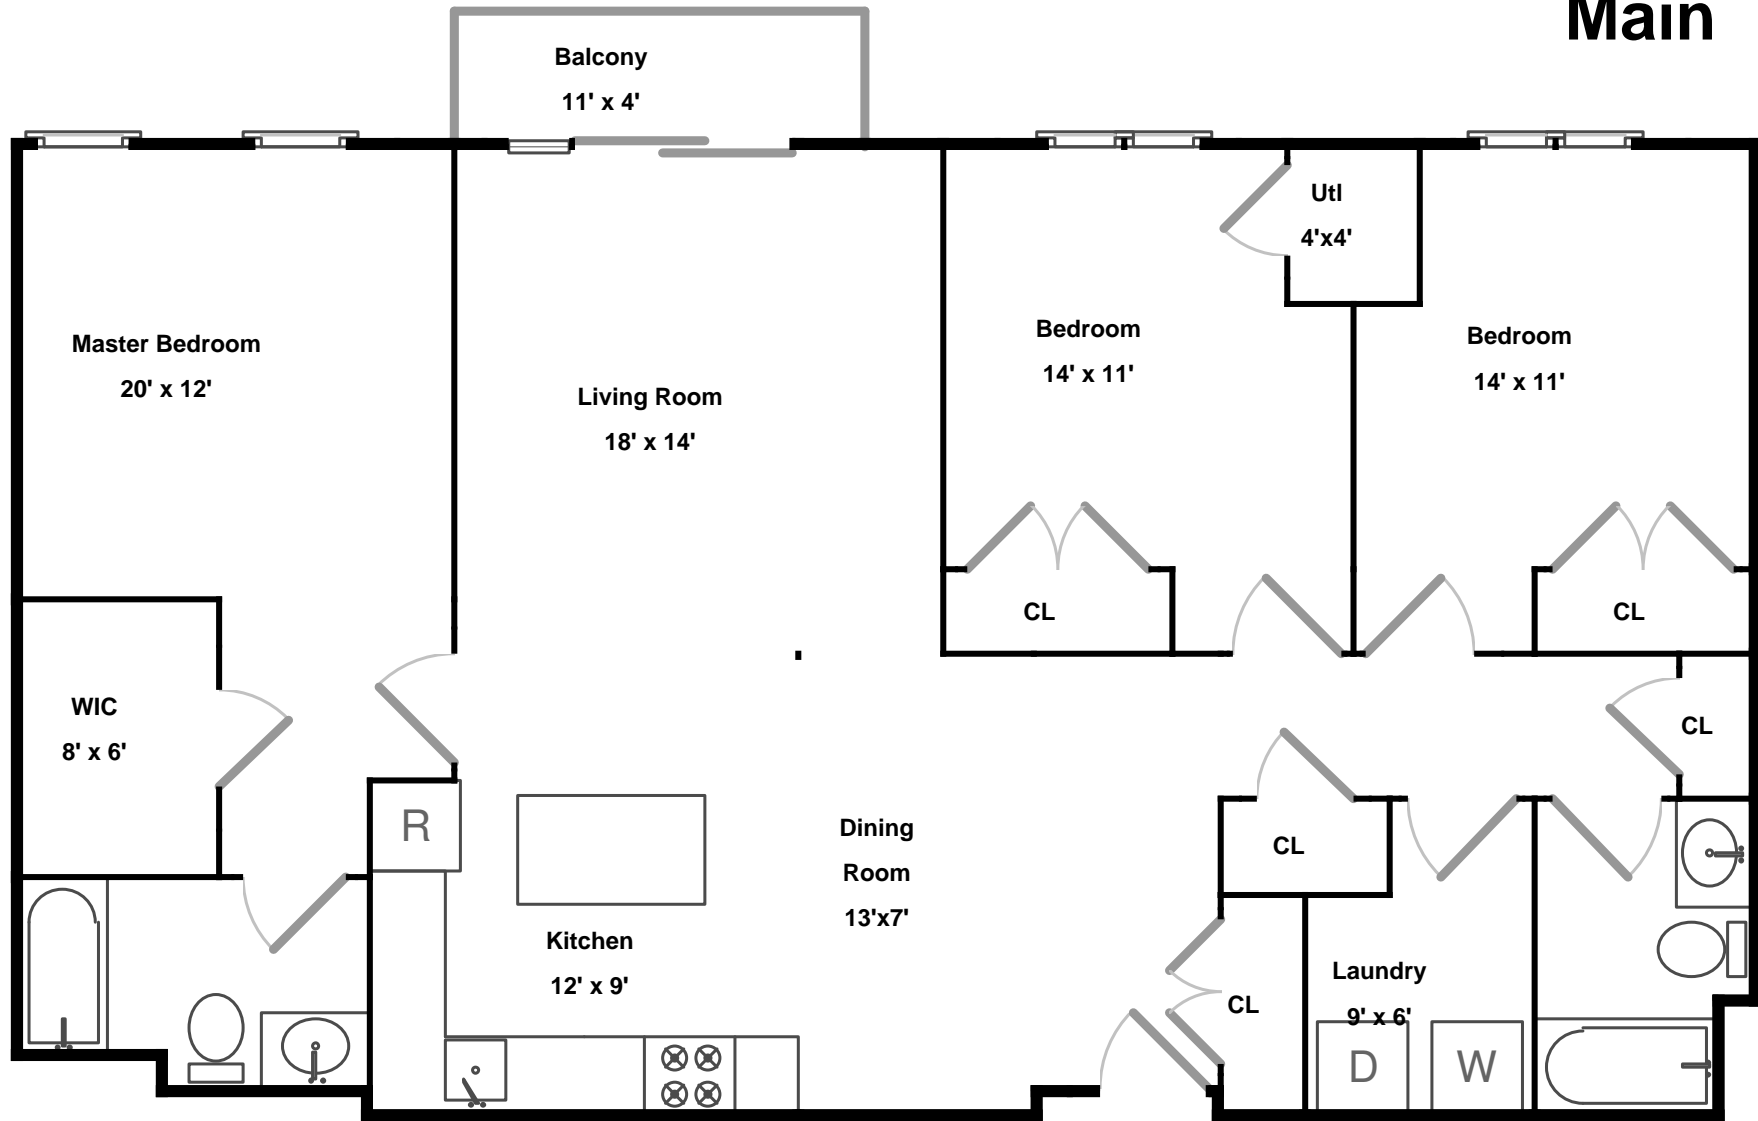 Main
Balcony
11' x 4'
Utl
4'x4'
Master Bedroom
20' x 12'
Living Room
18' x 14'
Bedroom
14' x 11'
Bedroom
14' x 11'
CL
CL
WIC
8' x 6'
CL
R
Dining
Room
13'x7'
CL
Kitchen
12' x 9'
CL
Laundry
9' x 6'
D
W